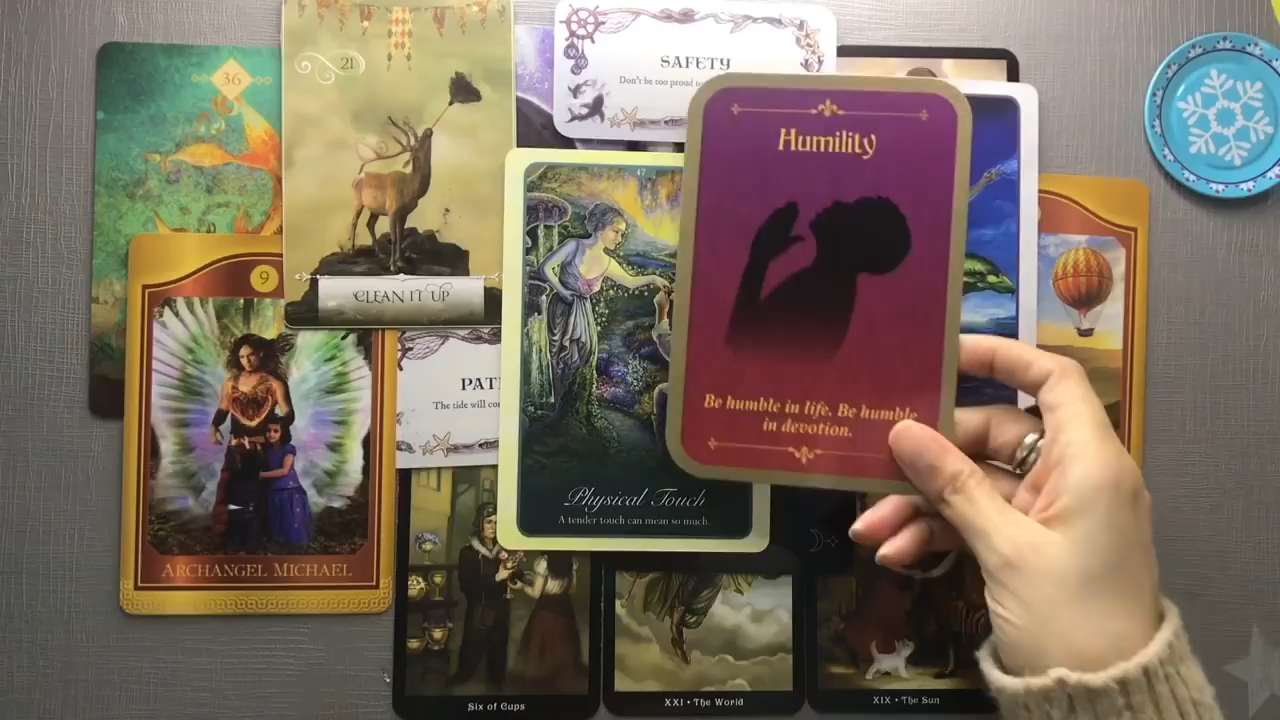 36
21
CLEAN IT UP
SAFETY
Don't be too proud
Humility
Be humble in life. Be humble
in devotion.
47
Physical Touch
A tender touch can mean so much.
9
ARCHANGEL MICHAEL
The tide will
Six of Cups
XXI • The World
XIX • The Sun